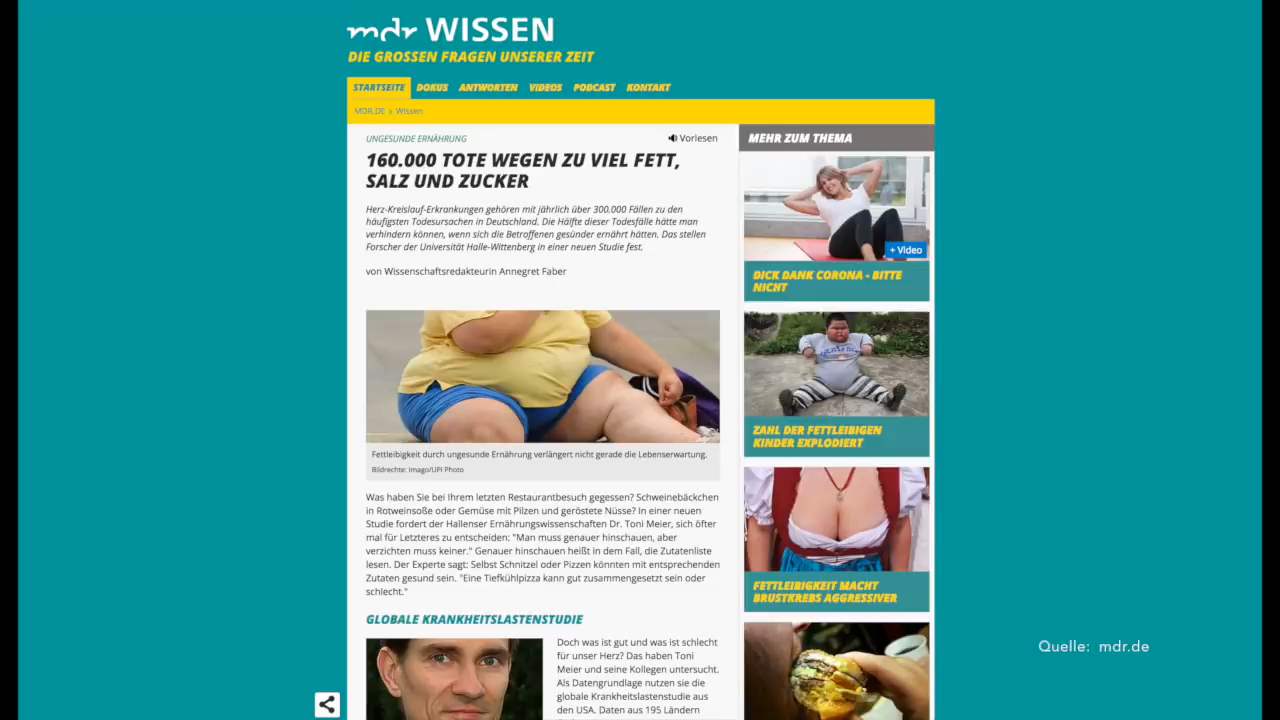 mdr WISSEN
DIE GROSSEN FRAGEN UNSERER ZEIT
STARTSEITE DOKUS ANTWORTEN VIDEOS PODCAST KONTAKT
MDR.DE > Wissen
UNGESUNDE ERNÄHRUNG
Vorlesen
160.000 TOTE WEGEN ZU VIEL FETT,
SALZ UND ZUCKER
Herz-Kreislauf-Erkrankungen gehören mit jährlich über 300.000 Fällen zu den
häufigsten Todesursachen in Deutschland. Die Hälfte dieser Todesfälle hätte man
verhindern können, wenn sich die Betroffenen gesünder ernährt hätten. Das stellen
Forscher der Universität Halle-Wittenberg in einer neuen Studie fest.
von Wissenschaftsredakteurin Annegret Faber
Fettleibigkeit durch ungesunde Ernährung verlängert nicht gerade die Lebenserwartung.
Bildrechte: Imago/UPI Photo
Was haben Sie bei Ihrem letzten Restaurantbesuch gegessen? Schweinebäckchen
in Rotweinsoße oder Gemüse mit Pilzen und geröstete Nüsse? In einer neuen
Studie fordert der Hallenser Ernährungswissenschaften Dr. Toni Meier, sich öfter
mal für Letzteres zu entscheiden: "Man muss genauer hinschauen, aber
verzichten muss keiner." Genauer hinschauen heißt in dem Fall, die Zutatenliste
lesen. Der Experte sagt: Selbst Schnitzel oder Pizzen könnten mit entsprechenden
Zutaten gesund sein. "Eine Tiefkühlpizza kann gut zusammengesetzt sein oder
schlecht."
GLOBALE KRANKHEITSLASTENSTUDIE
Doch was ist gut und was ist schlecht
für unser Herz? Das haben Toni
Meier und seine Kollegen untersucht.
Als Datengrundlage nutzen sie die
globale Krankheitslastenstudie aus
den USA. Daten aus 195 Ländern
MEHR ZUM THEMA
+ Video
DICK DANK CORONA - BITTE
NICHT
ZAHL DER FETTLEIBIGEN
KINDER EXPLODIERT
FETTLEIBIGKEIT MACHT
BRUSTKREBS AGGRESSIVER
Quelle: mdr.de